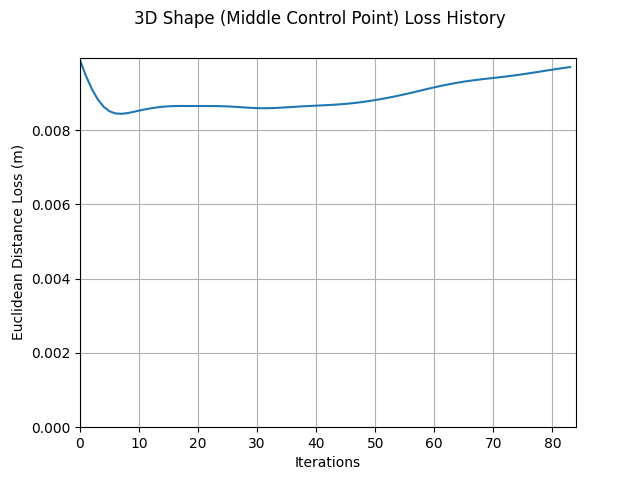 3D Shape (Middle Control Point) Loss History
Euclidean Distance Loss (m)
0.008
0.006
0.004
0.002
0.000
0 10 20 30 40 50 60 70 80
Iterations